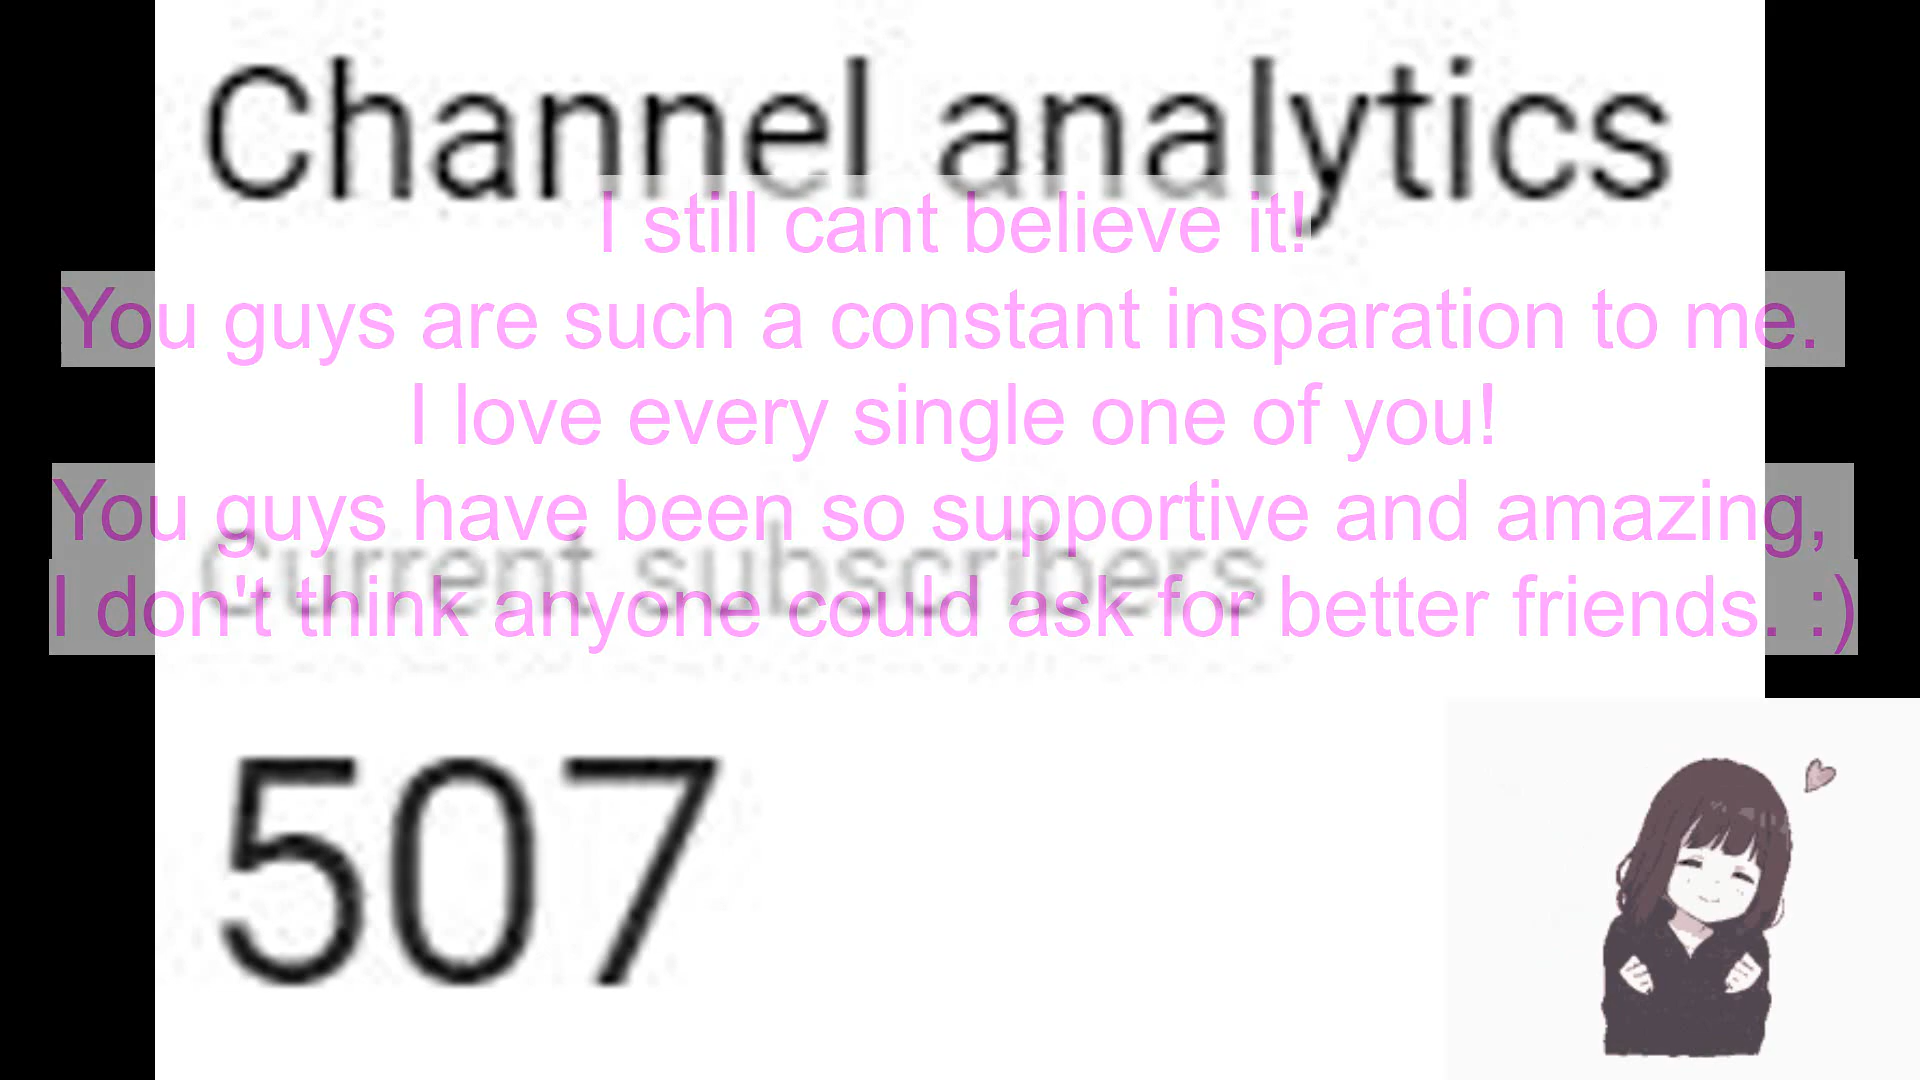 Channel analytics
I still cant believe it!
You guys are such a constant insparation to me.
I love every single one of you!
You guys have been so supportive and amazing,
Current subscribers
I don't think anyone could ask for better friends. :)
507